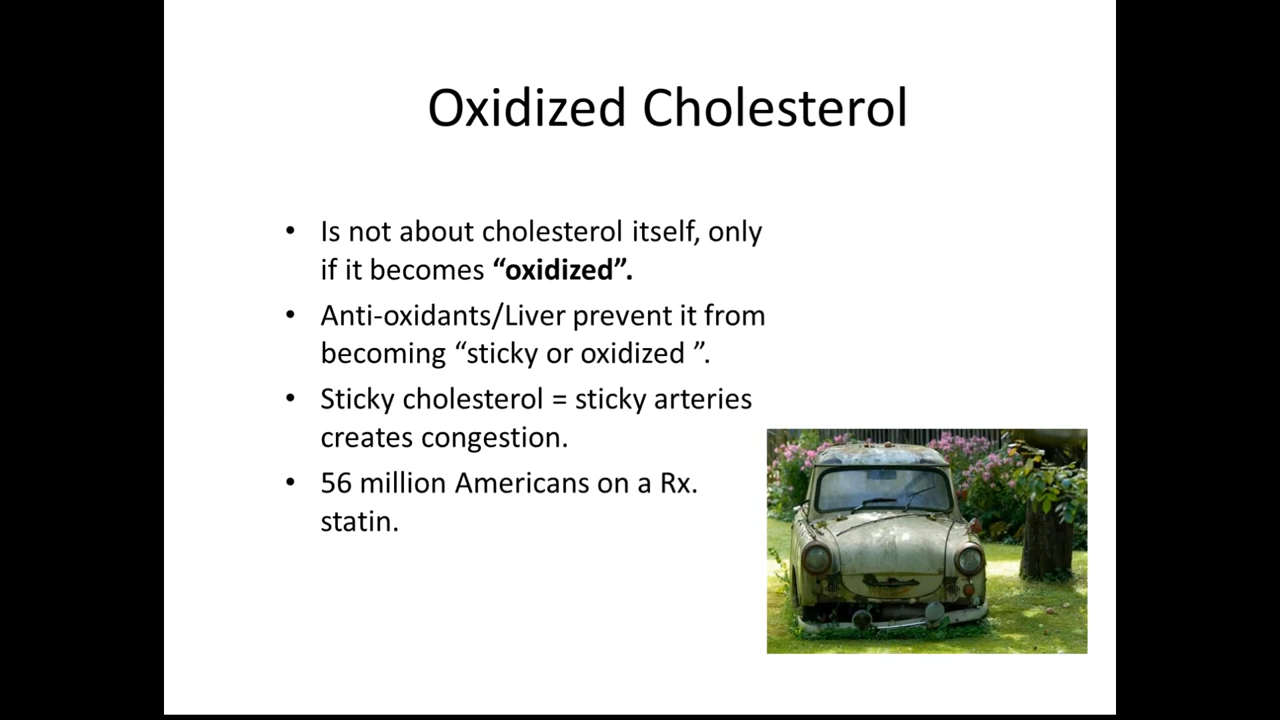 Oxidized Cholesterol
• Is not about cholesterol itself, only
if it becomes “oxidized”.
• Anti-oxidants/Liver prevent it from
becoming “sticky or oxidized ”.
• Sticky cholesterol = sticky arteries
creates congestion.
• 56 million Americans on a Rx.
statin.